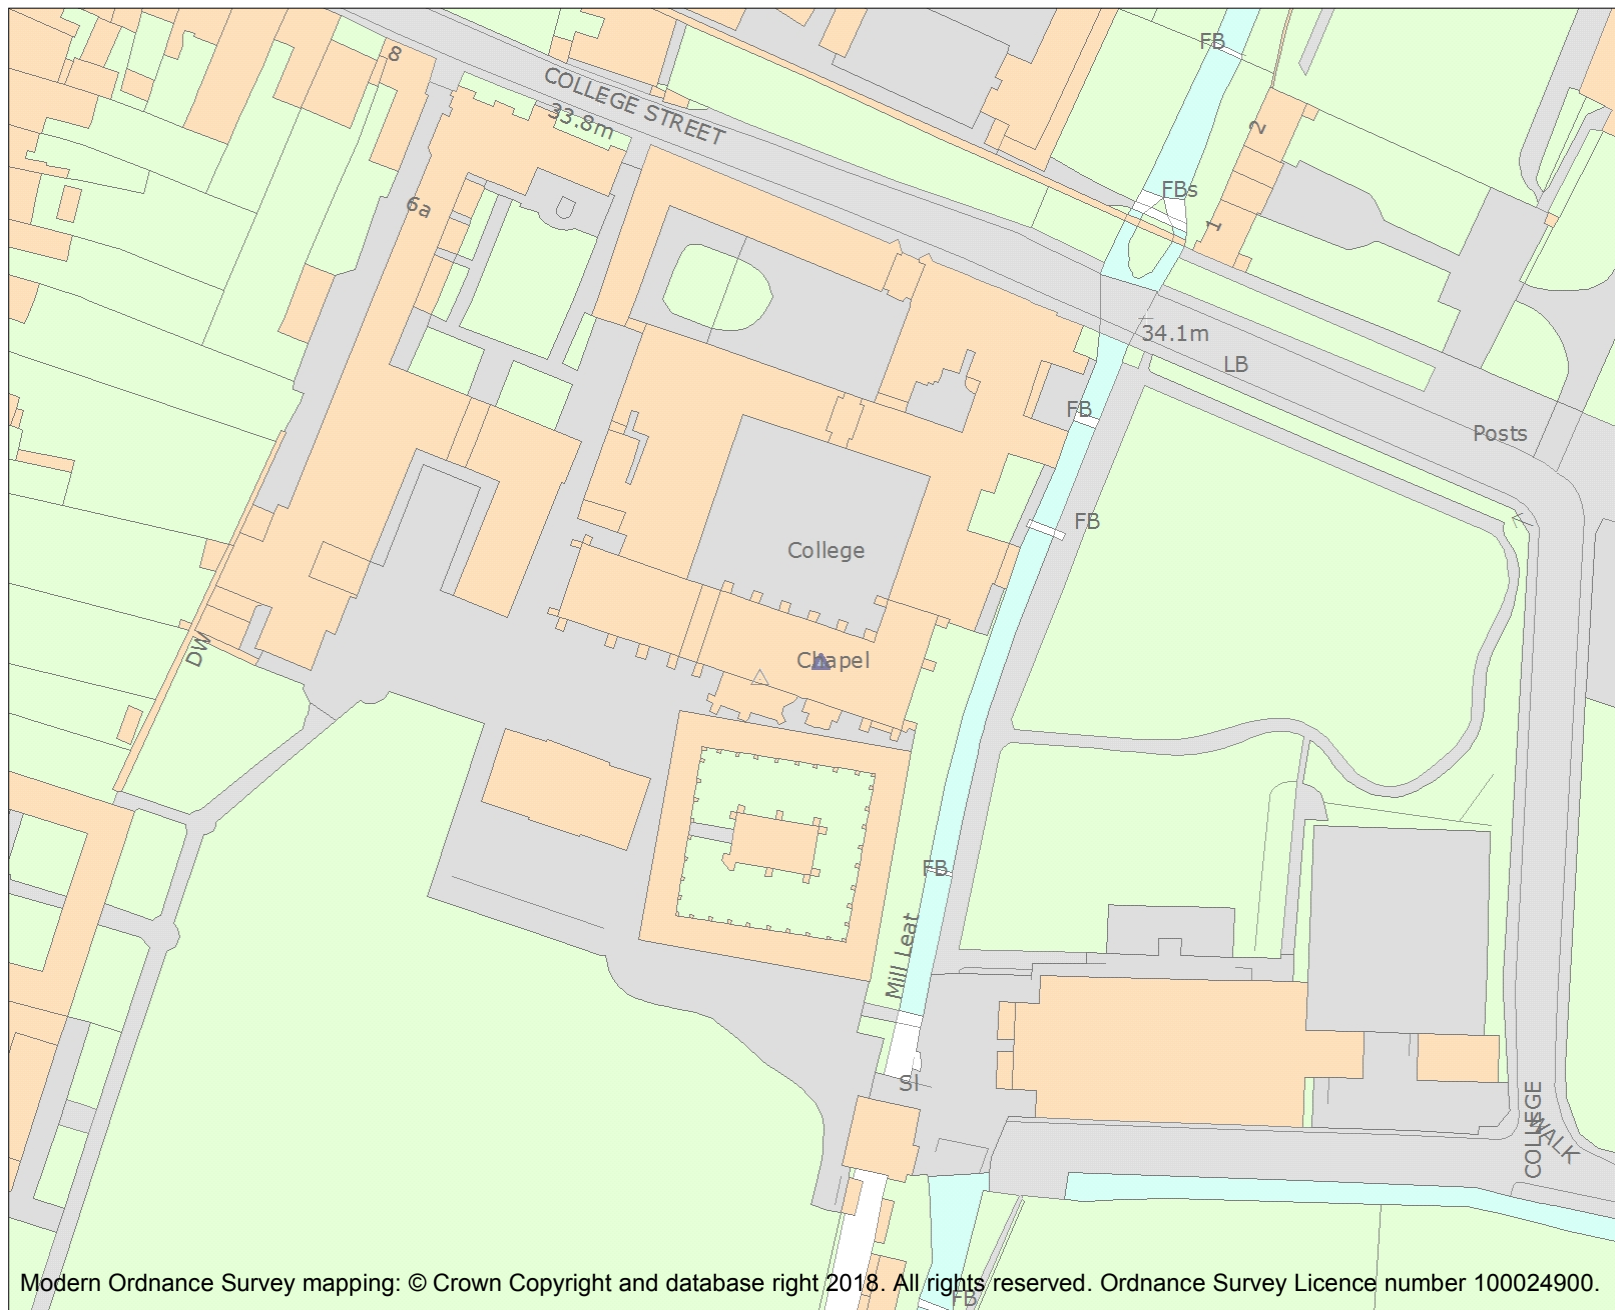 FB
8
COLLEGE STREET
33.8m
2
FBs
6a
1
34.1m
LB
FB
Posts
FB
College
DW
Chapel
FB
Mill Leat
Sl
COLLEGE
WALK
Modern Ordnance Survey mapping: © Crown Copyright and database right 2018. All rights reserved. Ordnance Survey Licence number 100024900.
FB